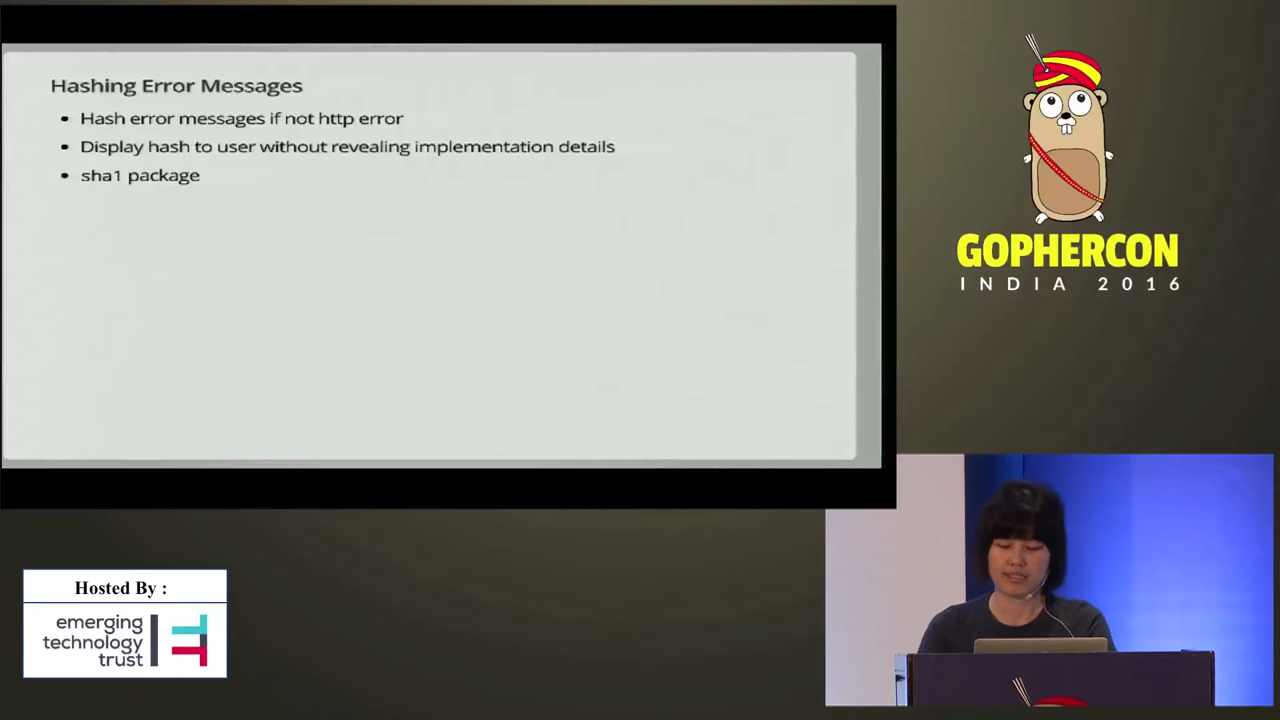 Hashing Error Messages
• Hash error messages if not http error
• Display hash to user without revealing implementation details
• sha1 package
GOPHERCON
INDIA 2016
Hosted By :
emerging
technology
trust